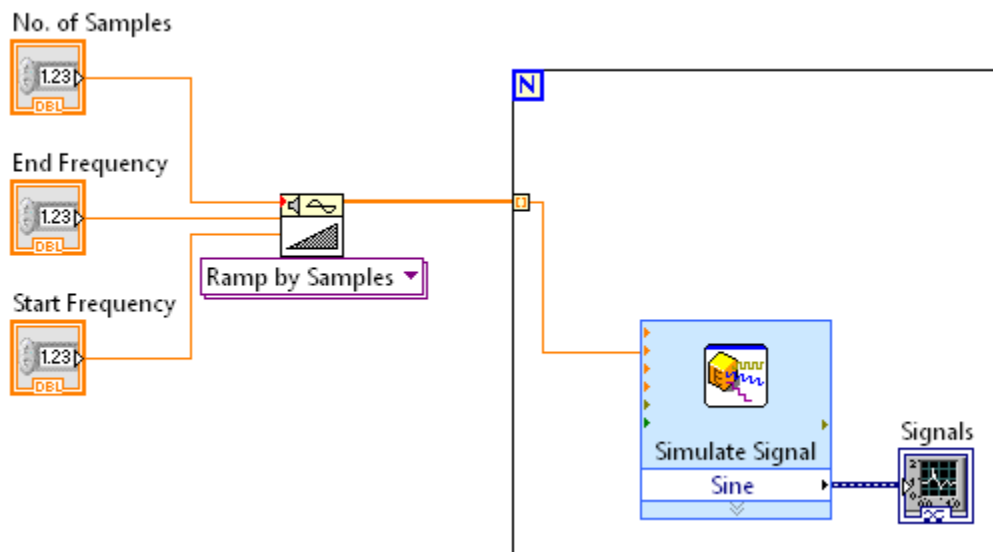 No. of Samples
1.23
DBL
End Frequency
1.23
DBL
Ramp by Samples
Start Frequency
1.23
DBL
N
Simulate Signal
Sine
Signals